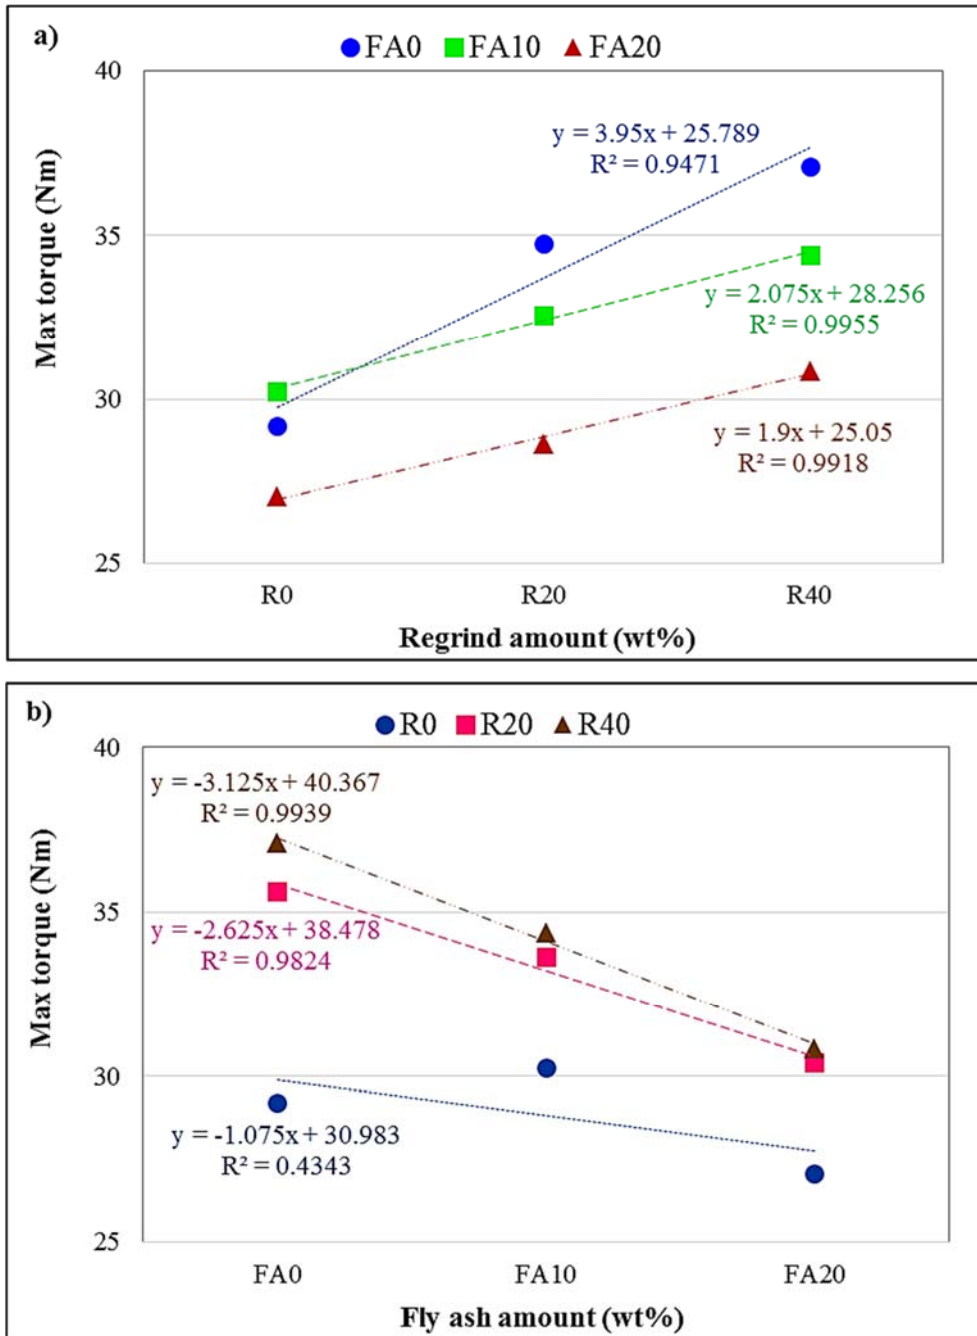 a)
FA0 FA10 FA20
40
y = 3.95x + 25.789
R² = 0.9471
35
y = 2.075x + 28.256
R² = 0.9955
30
y = 1.9x + 25.05
R² = 0.9918
25
Max torque (Nm)
R0 R20 R40
Regrind amount (wt%)
b)
R0 R20 R40
40
y = -3.125x + 40.367
R² = 0.9939
35
y = -2.625x + 38.478
R² = 0.9824
30
y = -1.075x + 30.983
R² = 0.4343
25
Max torque (Nm)
FA0 FA10 FA20
Fly ash amount (wt%)